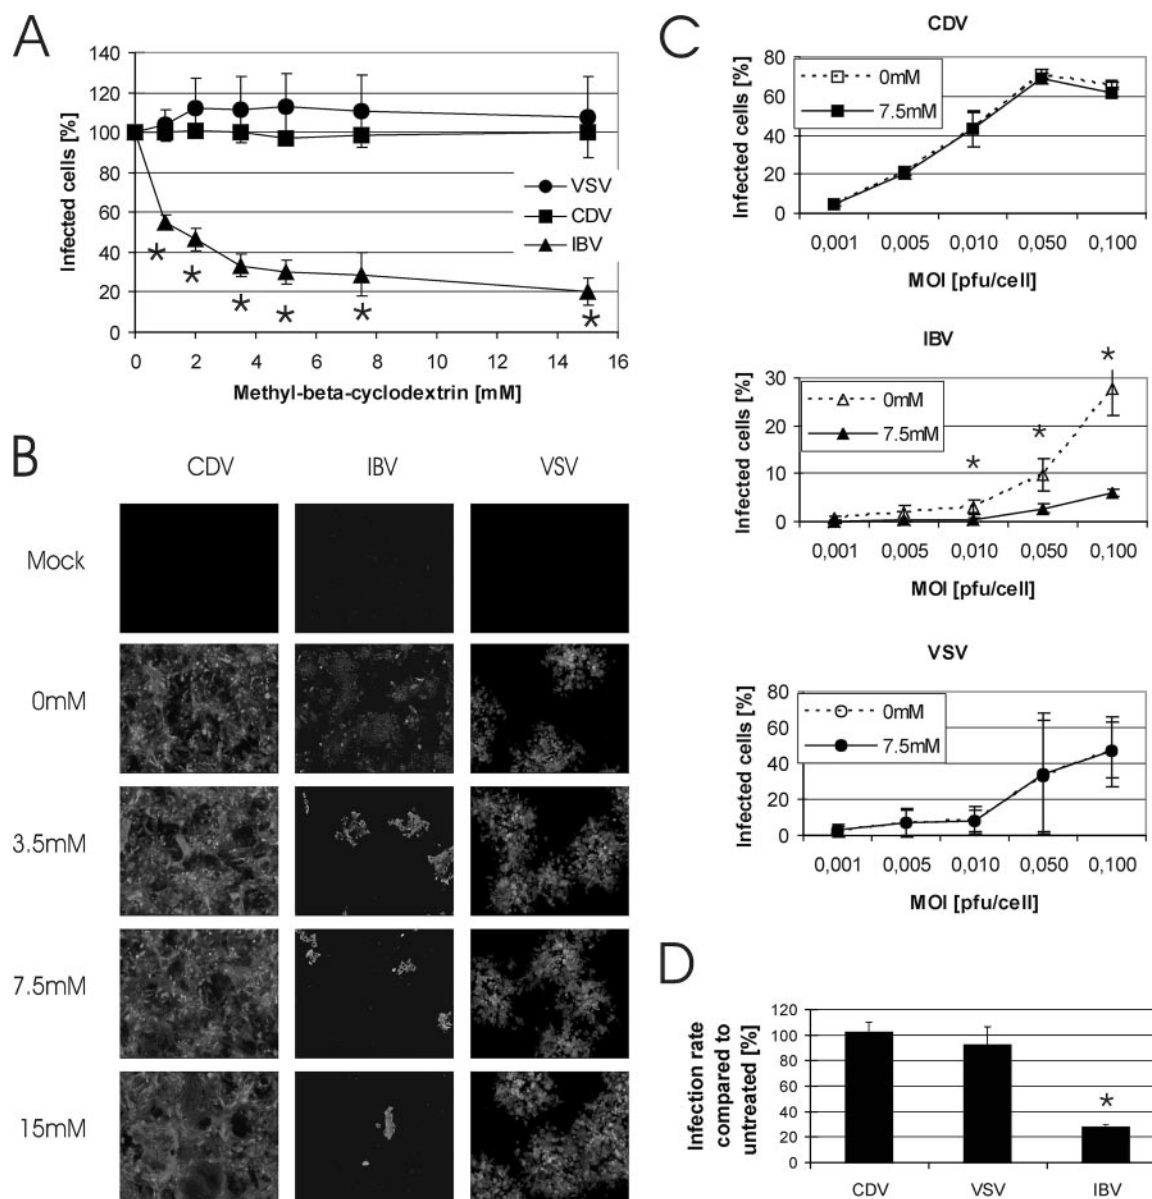 A
140
120
100
80
60
40
20
0
Infected cells [%]
VSV
CDV
IBV
* * * * * *
0 2 4 6 8 10 12 14 16
Methyl-beta-cyclodextrin [mM]
B
CDV IBV VSV
Mock
0mM
3.5mM
7.5mM
15mM
C
CDV
80
60
40
20
0
Infected cells [%]
0mM
7.5mM
0,001 0,005 0,010 0,050 0,100
MOI [pfu/cell]
IBV
30
20
10
0
Infected cells [%]
0mM
7.5mM
* * *
0,001 0,005 0,010 0,050 0,100
MOI [pfu/cell]
VSV
80
60
40
20
0
Infected cells [%]
0mM
7.5mM
0,001 0,005 0,010 0,050 0,100
MOI [pfu/cell]
D
Infection rate
compared to
untreated [%]
120
100
80
60
40
20
0
*
CDV VSV IBV